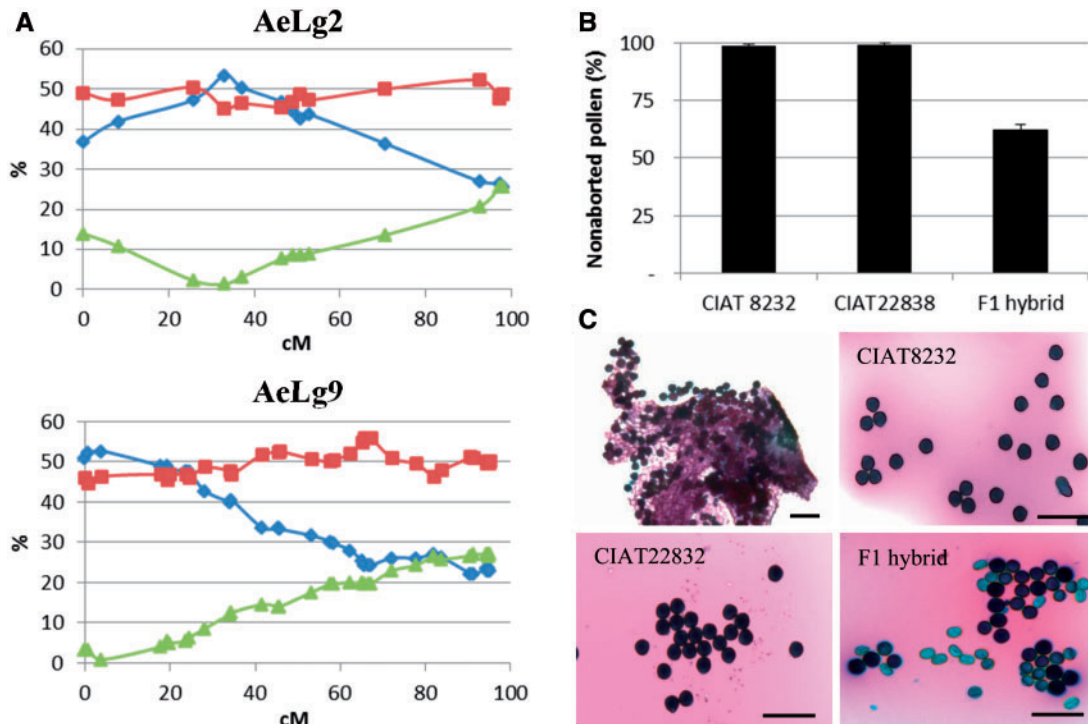 A
AeLg2
60
50
40
30
20
10
0
%
0 20 40 60 80 100
cM
AeLg9
60
50
40
30
20
10
0
%
0 20 40 60 80 100
cM
B
Nonaborted pollen (%)
100
75
50
25
-
CIAT 8232 CIAT22838 F1 hybrid
C
CIAT8232
CIAT22832
F1 hybrid